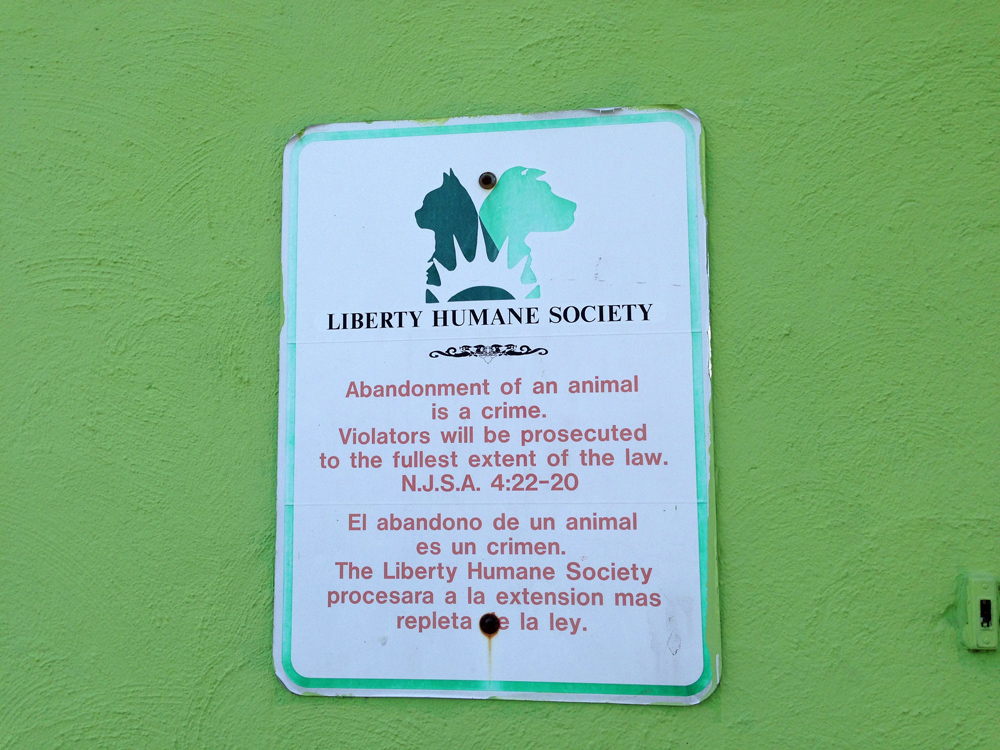 LIBERTY HUMANE SOCIETY
Abandonment of an animal
is a crime.
Violators will be prosecuted
to the fullest extent of the law.
N.J.S.A. 4:22-20
El abandono de un animal
es un crimen.
The Liberty Humane Society
procesara a la extension mas
repleta de la ley.